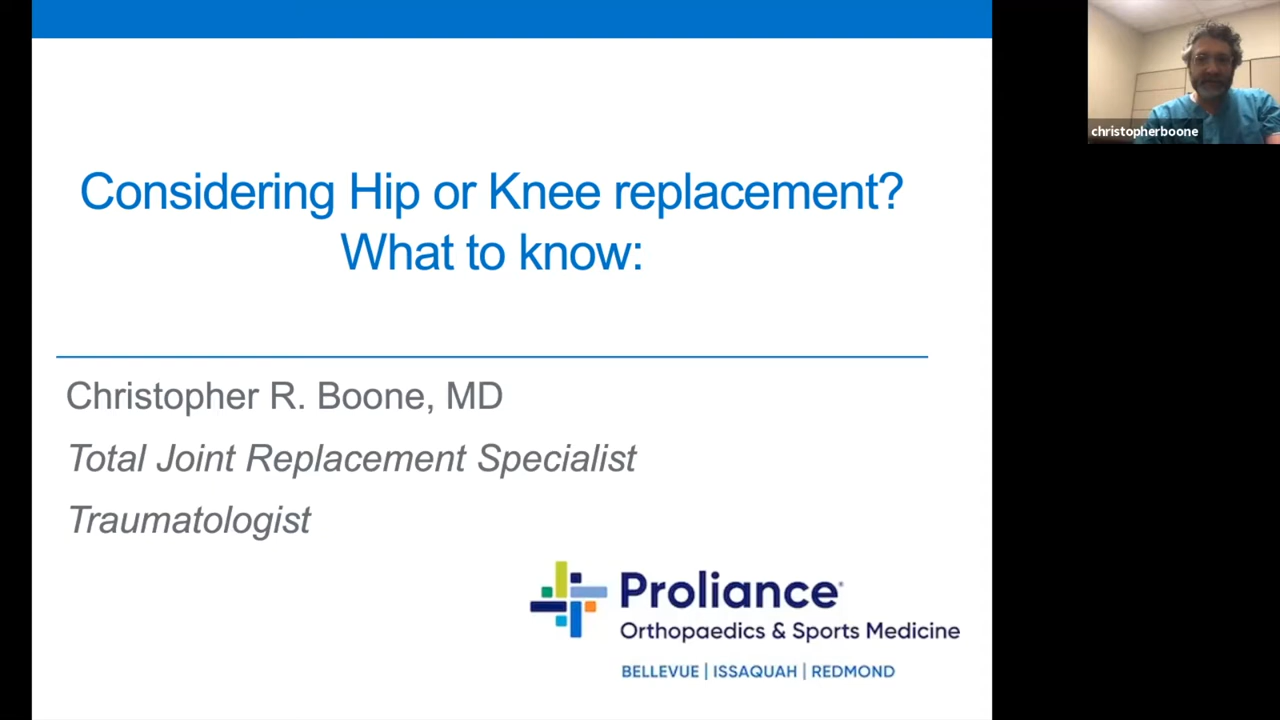 Considering Hip or Knee replacement?
What to know:
Christopher R. Boone, MD
Total Joint Replacement Specialist
Traumatologist
Proliance®
Orthopaedics & Sports Medicine
BELLEVUE | ISSAQUAH | REDMOND
christopherboone